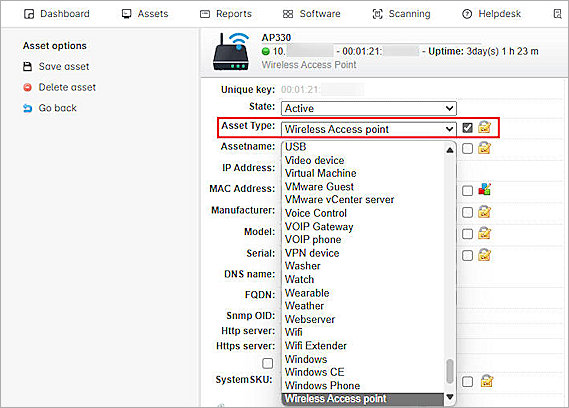 Dashboard Assets Reports Software Scanning Helpdesk
Asset options
Save asset
Delete asset
Go back
AP330
10. - 00:01:21: - Uptime: 3day(s) 1 h 23 m
Wireless Access Point
Unique key: 00:01:21:
State: Active
Asset Type: Wireless Access point
Assetname:
IP Address:
MAC Address:
Manufacturer:
Model:
Serial:
DNS name:
FQDN:
Snmp OID:
Http server:
Https server:
SystemSKU:
USB
Video device
Virtual Machine
VMware Guest
VMware vCenter server
Voice Control
VOIP Gateway
VOIP phone
VPN device
Washer
Watch
Wearable
Weather
Webserver
Wifi
Wifi Extender
Windows
Windows CE
Windows Phone
Wireless Access point